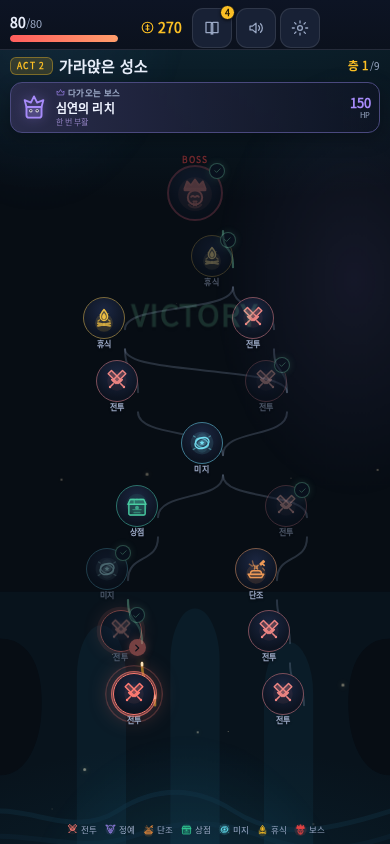 80/80
270
4
ACT 2
가라앉은 성소
층 1/9
다가오는 보스
심연의 리치
한 번 부활
150
HP
BOSS
휴식
VICTORY
휴식
전투
전투
전투
미지
상점
전투
미지
단조
전투
전투
전투
전투
전투 정예 단조 상점 미지 휴식 보스